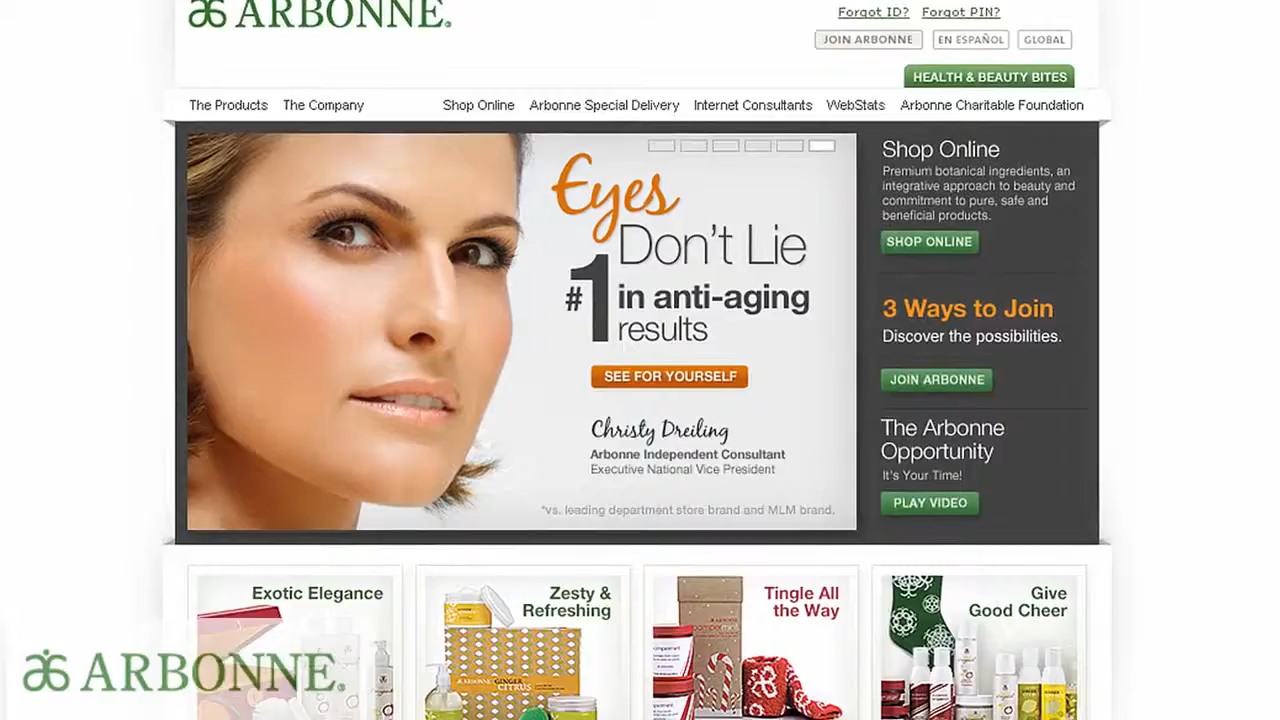 ARBONNE®
Forgot ID? Forgot PIN?
JOIN ARBONNE EN ESPAÑOL GLOBAL
HEALTH & BEAUTY BITES
The Products The Company Shop Online Arbonne Special Delivery Internet Consultants WebStats Arbonne Charitable Foundation
Eyes
Don't Lie
#1 in anti-aging
results
SEE FOR YOURSELF
Christy Dreiling
Arbonne Independent Consultant
Executive National Vice President
*vs. leading department store brand and MLM brand.
Shop Online
Premium botanical ingredients, an
integrative approach to beauty and
commitment to pure, safe and
beneficial products.
SHOP ONLINE
3 Ways to Join
Discover the possibilities.
JOIN ARBONNE
The Arbonne
Opportunity
It's Your Time!
PLAY VIDEO
Exotic Elegance
Zesty &
Refreshing
ARBONNE GINGER
CITRUS
Tingle All
the Way
Give
Good Cheer
ARBONNE®